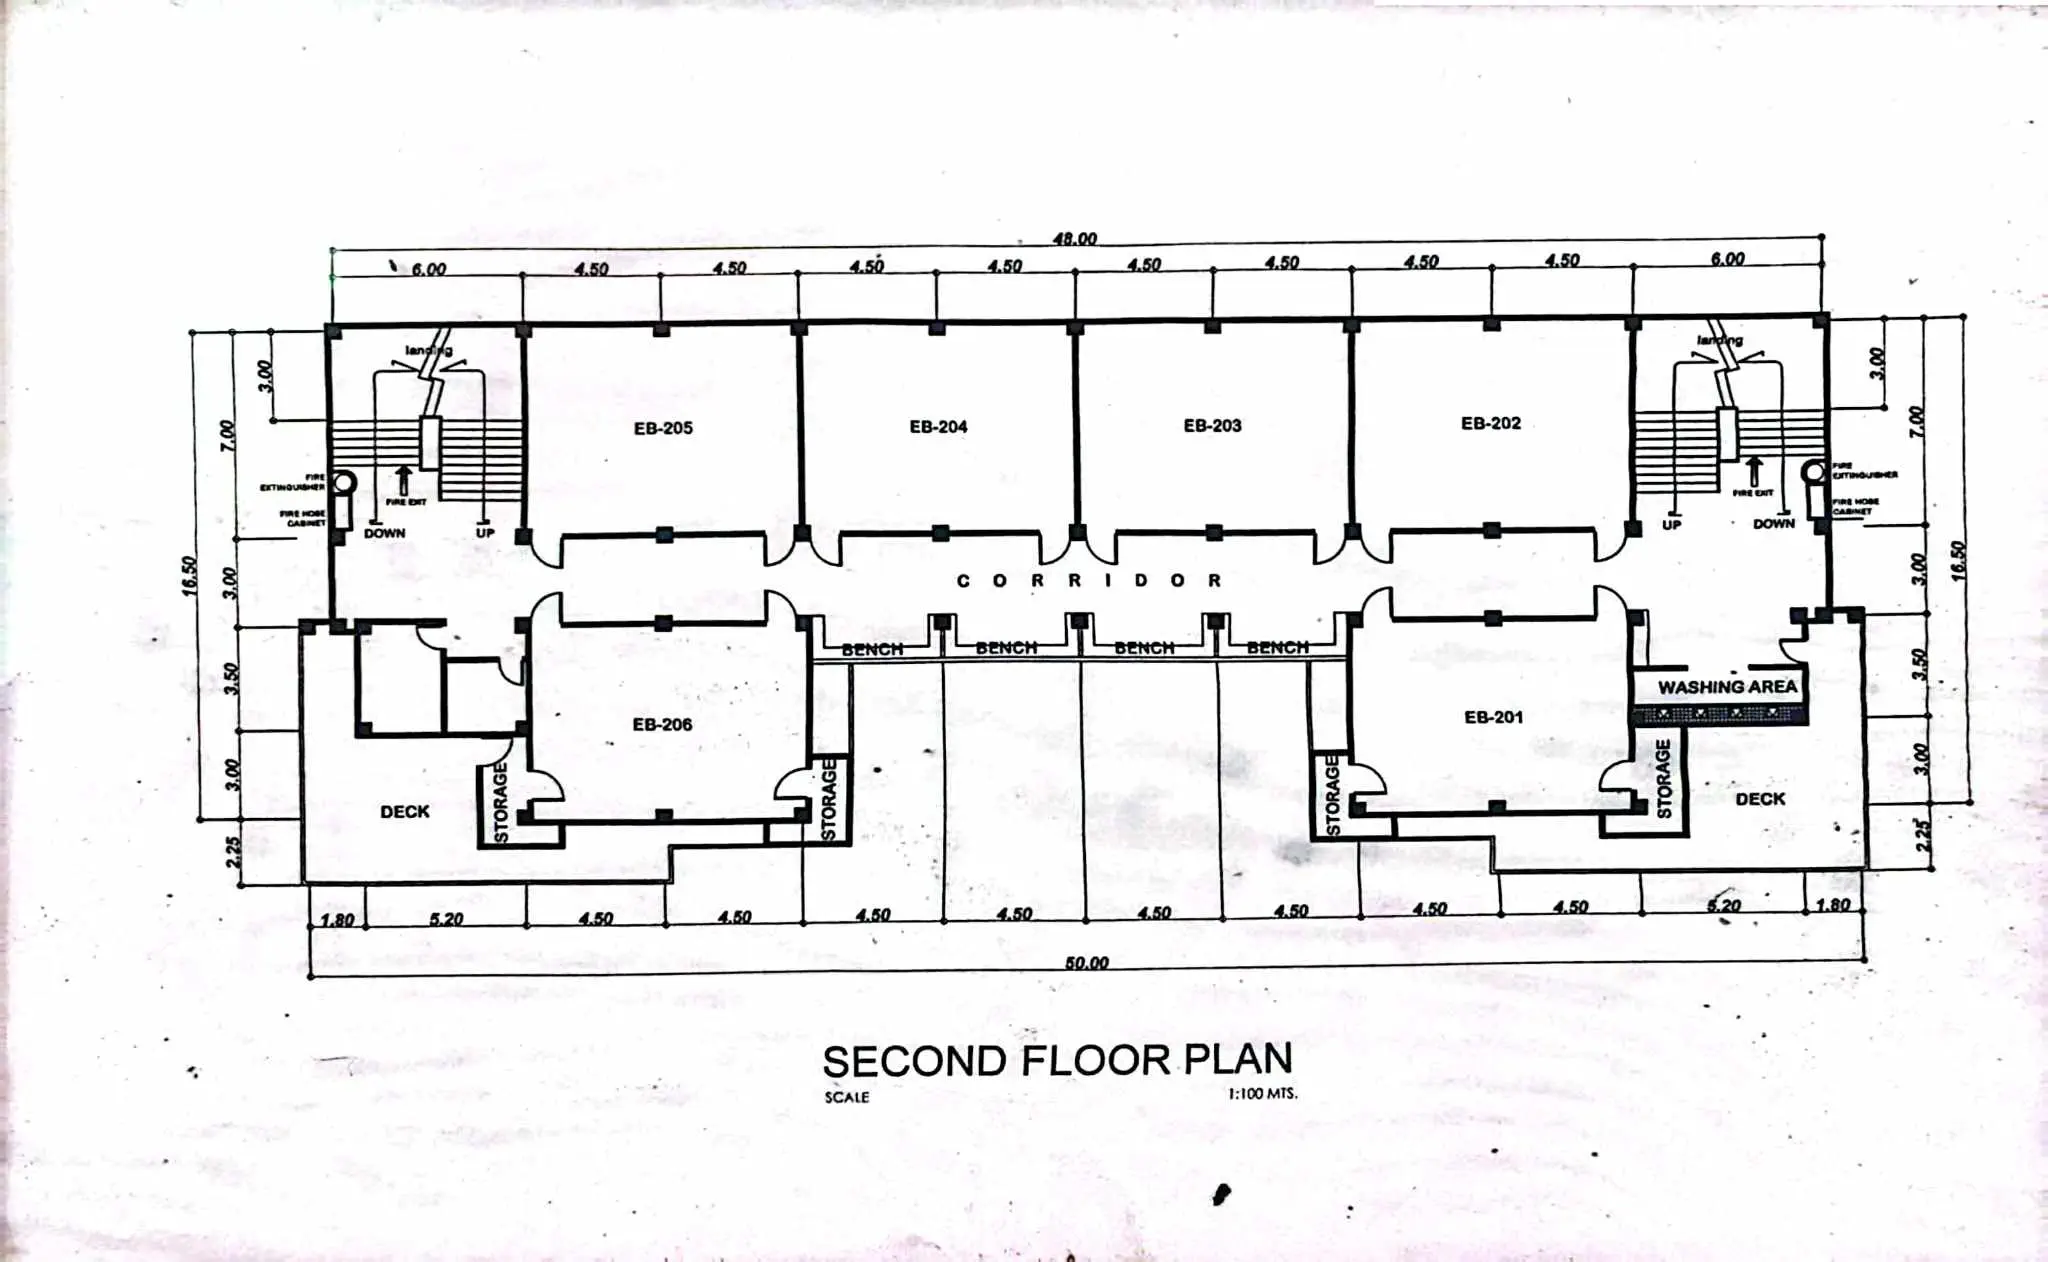 48.00
6.00 4.50 4.50 4.50 4.50 4.50 4.50 4.50 4.50 6.00
landing landing
3.00 3.00
7.00 7.00
EB-205 EB-204 EB-203 EB-202
FIRE EXTINGUISHER
FIRE EXIT
FIRE HOSE CABINET
DOWN UP
FIRE EXTINGUISHER
FIRE EXIT
FIRE HOSE CABINET
UP DOWN
16.50 3.00 CORRIDOR 3.00 16.50
BENCH BENCH BENCH BENCH
3.50 3.50
WASHING AREA
EB-206 EB-201
3.00 3.00
DECK STORAGE STORAGE STORAGE STORAGE DECK
2.25 2.25
1.80 5.20 4.50 4.50 4.50 4.50 4.50 4.50 4.50 4.50 5.20 1.80
50.00
SECOND FLOOR PLAN
SCALE 1:100 MTS.